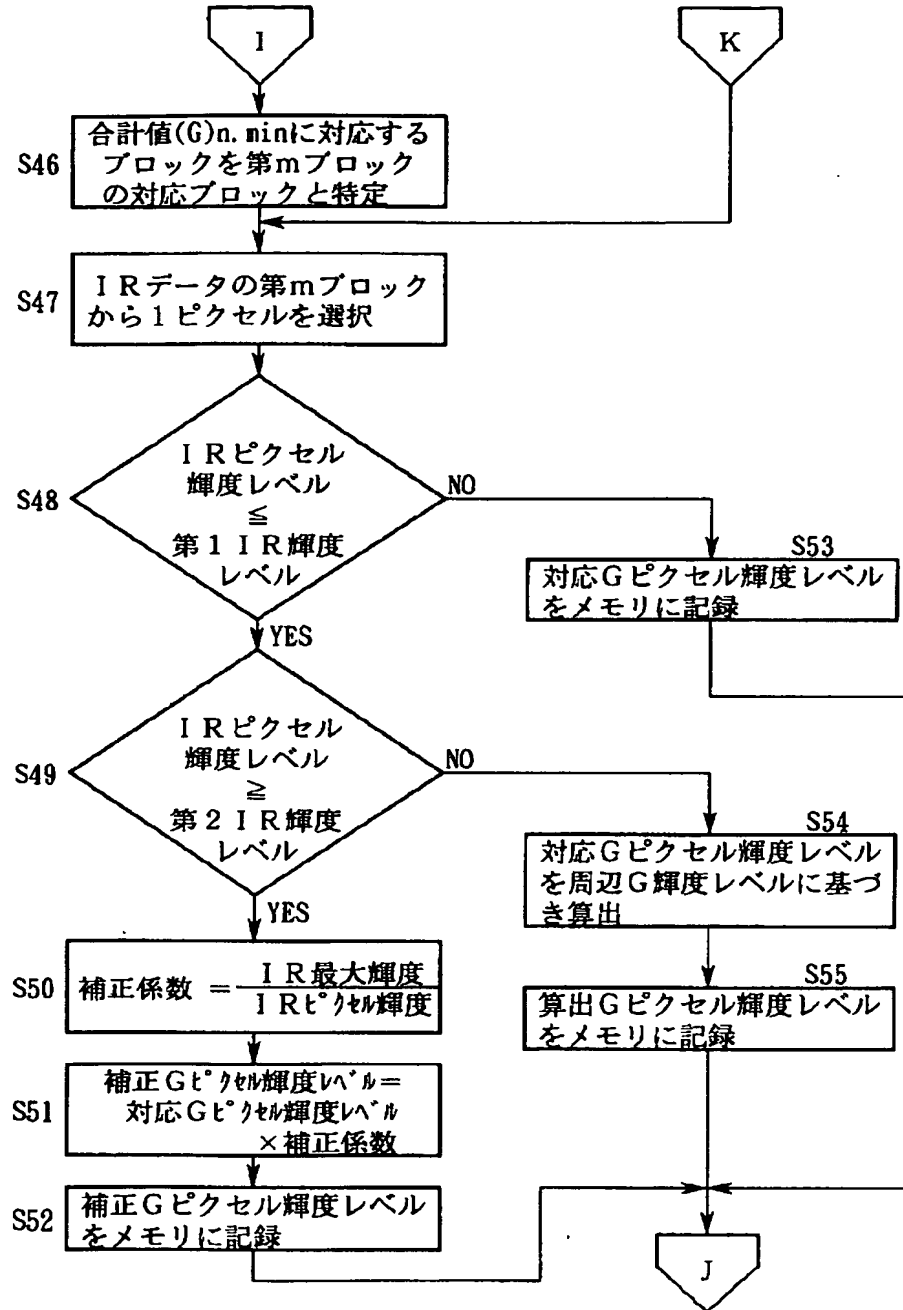 I
K
S46
合計値(G)n.minに対応する
ブロックを第mブロック
の対応ブロックと特定
S47
IRデータの第mブロック
から1ピクセルを選択
S48
IRピクセル
輝度レベル
≦
第1IR輝度
レベル
NO
YES
S53
対応Gピクセル輝度レベル
をメモリに記録
S49
IRピクセル
輝度レベル
≧
第2IR輝度
レベル
NO
YES
S54
対応Gピクセル輝度レベル
を周辺G輝度レベルに基づ
き算出
S50
補正係数 = IR最大輝度
IRピクセル輝度
S55
算出Gピクセル輝度レベル
をメモリに記録
S51
補正Gピクセル輝度レベル=
対応Gピクセル輝度レベル
×補正係数
S52
補正Gピクセル輝度レベル
をメモリに記録
J